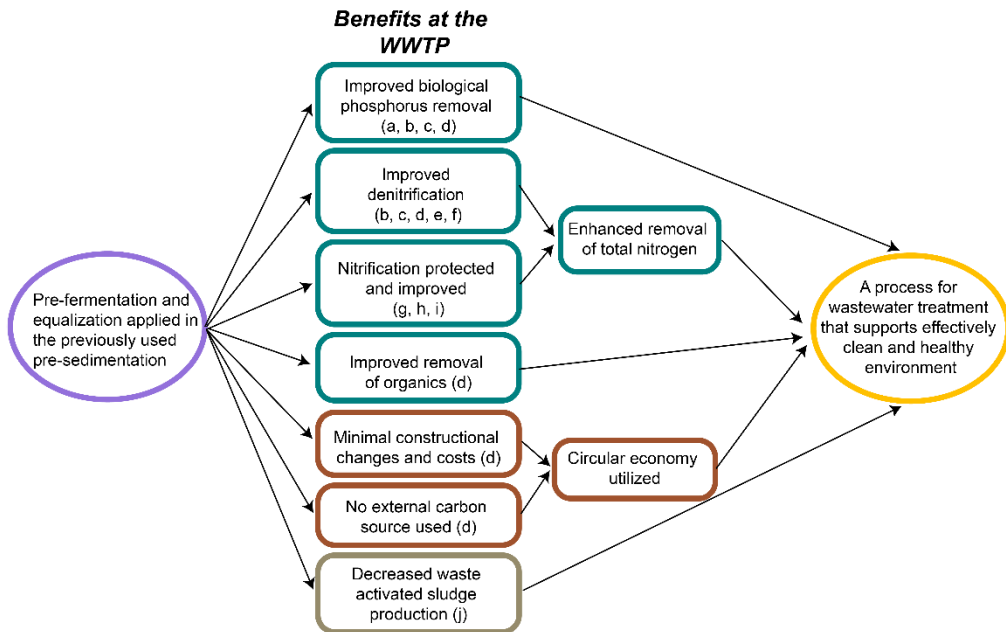 Benefits at the
WWTP
Improved biological
phosphorus removal
(a, b, c, d)
Improved
denitrification
(b, c, d, e, f)
Enhanced removal
of total nitrogen
Nitrification protected
and improved
(g, h, i)
Pre-fermentation and
equalization applied in
the previously used
pre-sedimentation
A process for
wastewater treatment
that supports effectively
clean and healthy
environment
Improved removal
of organics (d)
Minimal constructional
changes and costs (d)
Circular economy
utilized
No external carbon
source used (d)
Decreased waste
activated sludge
production (j)